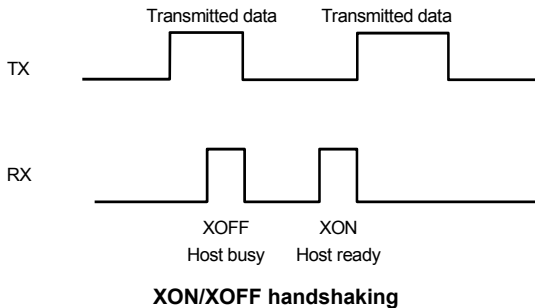 Transmitted data Transmitted data
TX
RX
XOFF XON
Host busy Host ready
XON/XOFF handshaking